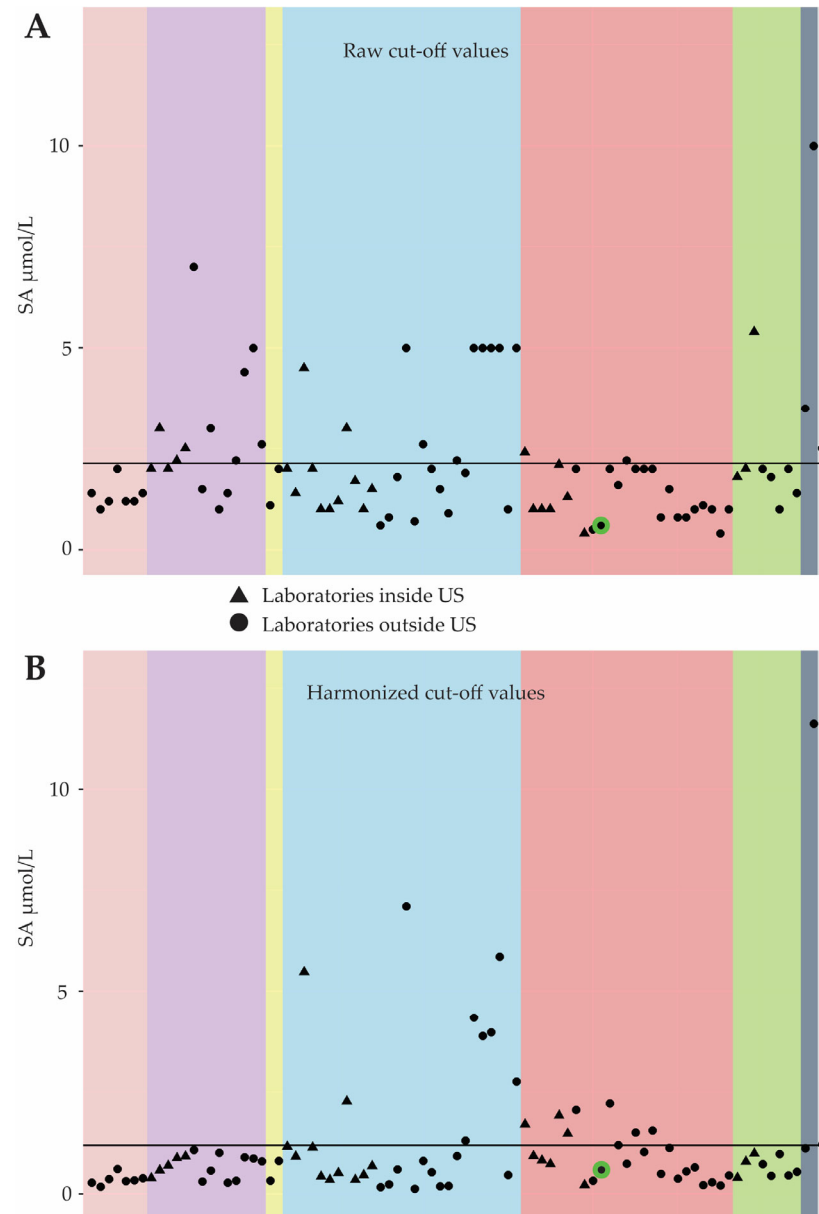 A
Raw cut-off values
10
5
0
SA µmol/L
Laboratories inside US
Laboratories outside US
B
Harmonized cut-off values
10
5
0
SA µmol/L